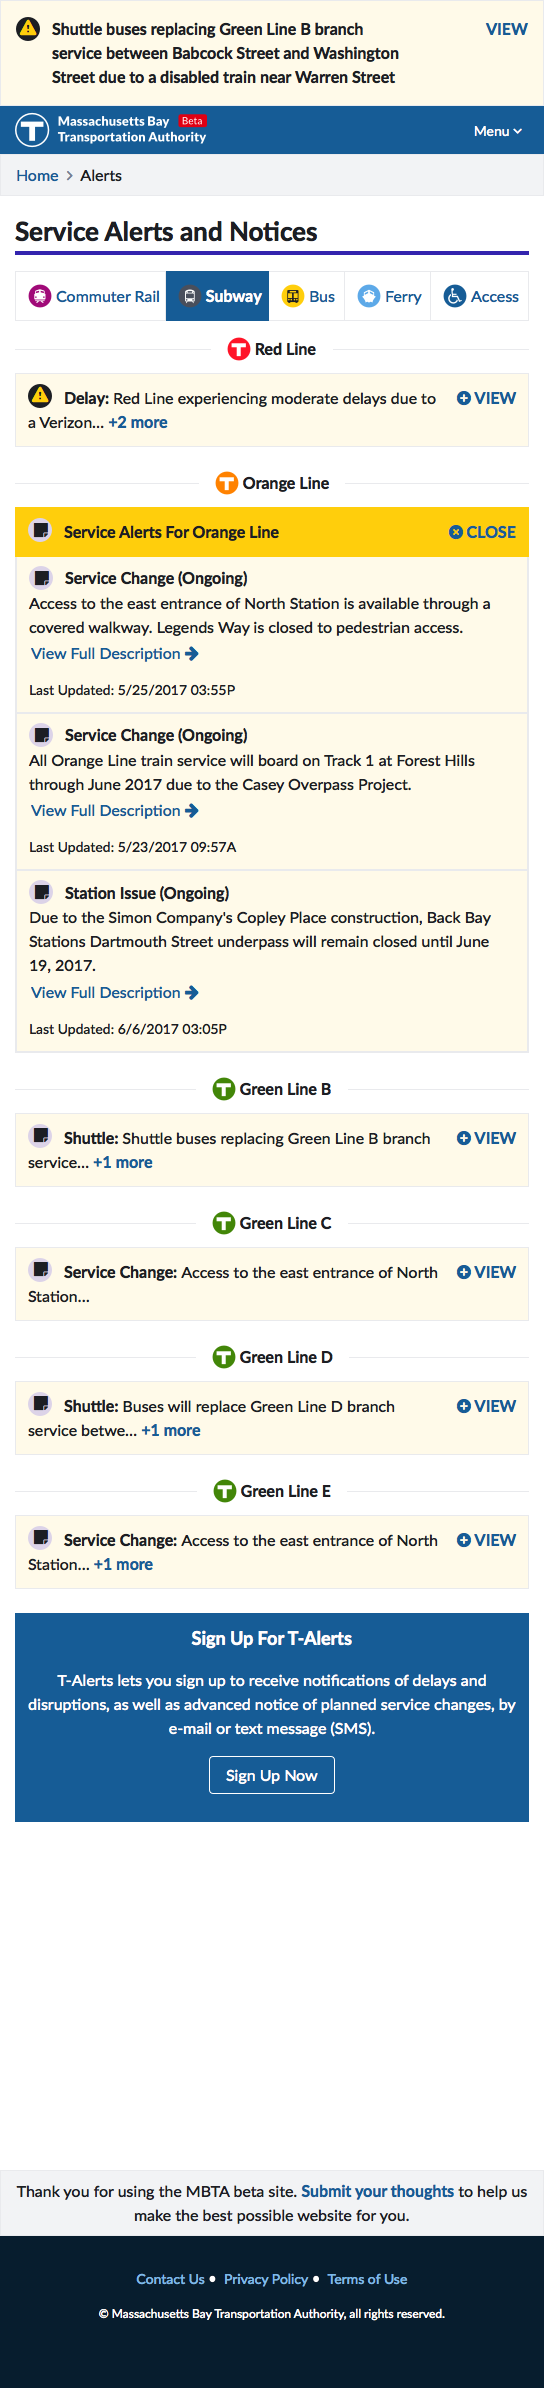 Shuttle buses replacing Green Line B branch VIEW
service between Babcock Street and Washington
Street due to a disabled train near Warren Street
T Massachusetts Bay Beta
Transportation Authority
Menu
Home > Alerts
Service Alerts and Notices
Commuter Rail Subway Bus Ferry Access
T Red Line
Delay: Red Line experiencing moderate delays due to VIEW
a Verizon... +2 more
T Orange Line
Service Alerts For Orange Line CLOSE
Service Change (Ongoing)
Access to the east entrance of North Station is available through a
covered walkway. Legends Way is closed to pedestrian access.
View Full Description
Last Updated: 5/25/2017 03:55P
Service Change (Ongoing)
All Orange Line train service will board on Track 1 at Forest Hills
through June 2017 due to the Casey Overpass Project.
View Full Description
Last Updated: 5/23/2017 09:57A
Station Issue (Ongoing)
Due to the Simon Company's Copley Place construction, Back Bay
Stations Dartmouth Street underpass will remain closed until June
19, 2017.
View Full Description
Last Updated: 6/6/2017 03:05P
T Green Line B
Shuttle: Shuttle buses replacing Green Line B branch VIEW
service... +1 more
T Green Line C
Service Change: Access to the east entrance of North VIEW
Station...
T Green Line D
Shuttle: Buses will replace Green Line D branch VIEW
service betwe... +1 more
T Green Line E
Service Change: Access to the east entrance of North VIEW
Station... +1 more
Sign Up For T-Alerts
T-Alerts lets you sign up to receive notifications of delays and
disruptions, as well as advanced notice of planned service changes, by
e-mail or text message (SMS).
Sign Up Now
Thank you for using the MBTA beta site. Submit your thoughts to help us
make the best possible website for you.
Contact Us • Privacy Policy • Terms of Use
© Massachusetts Bay Transportation Authority, all rights reserved.